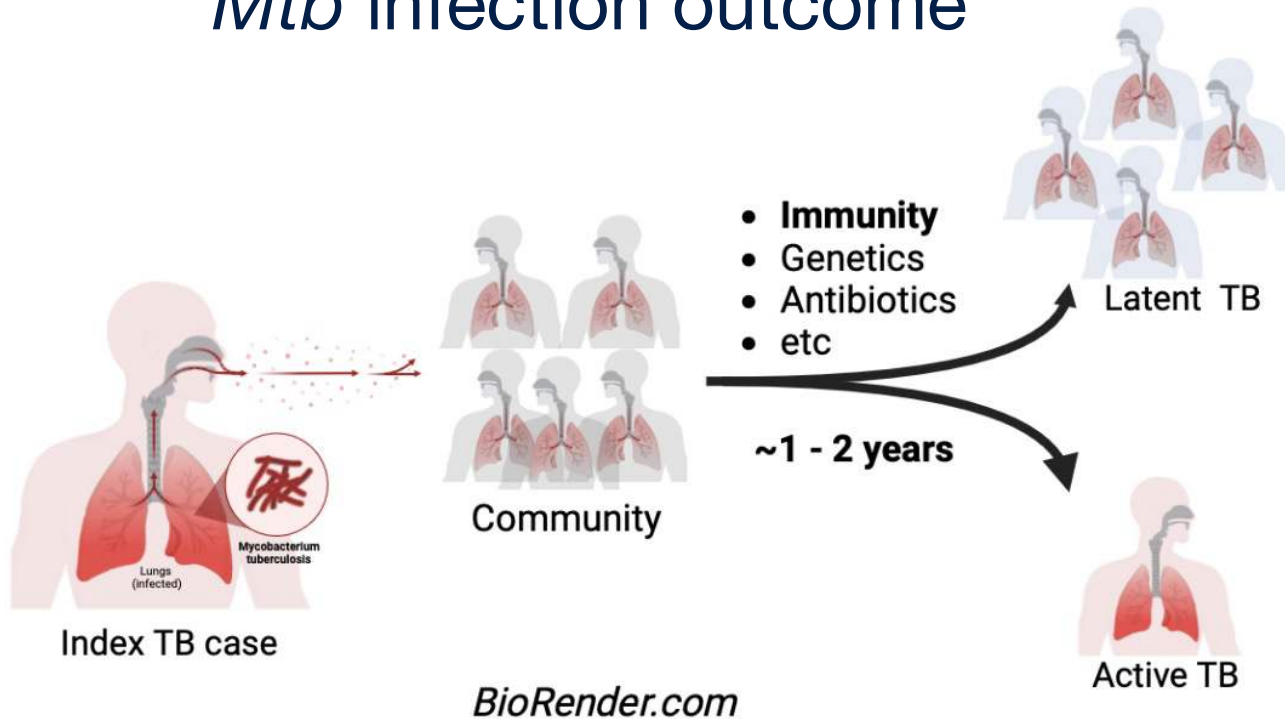 Mtb infection outcome
• Immunity
• Genetics
• Antibiotics
• etc
Latent TB
~1 - 2 years
Community
Mycobacterium
tuberculosis
Lungs
(infected)
Index TB case
Active TB
BioRender.com